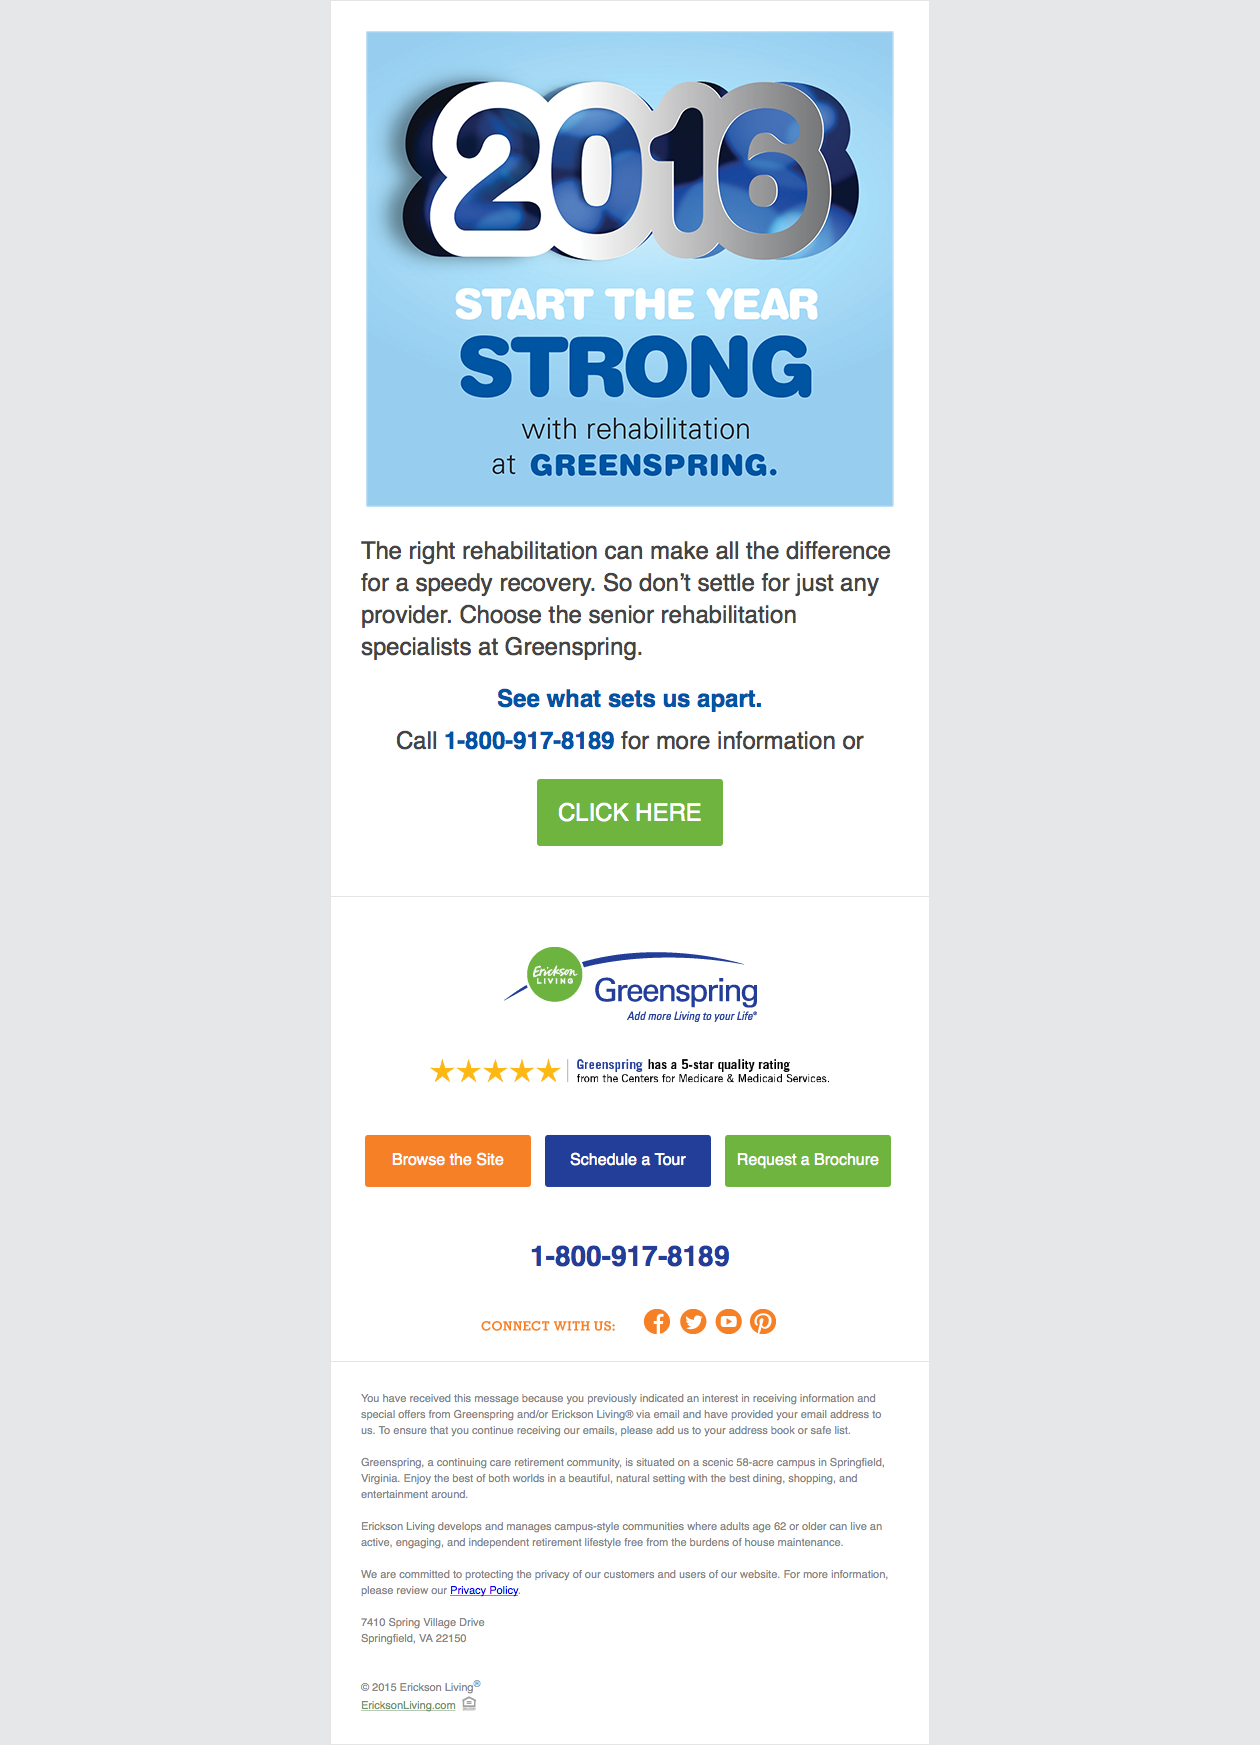 2016
START THE YEAR
STRONG
with rehabilitation
at GREENSPRING.
The right rehabilitation can make all the difference
for a speedy recovery. So don’t settle for just any
provider. Choose the senior rehabilitation
specialists at Greenspring.
See what sets us apart.
Call 1-800-917-8189 for more information or
CLICK HERE
Erickson
LIVING
Greenspring
Add more Living to your Life®
Greenspring has a 5-star quality rating
from the Centers for Medicare & Medicaid Services.
Browse the Site
Schedule a Tour
Request a Brochure
1-800-917-8189
CONNECT WITH US:
You have received this message because you previously indicated an interest in receiving information and
special offers from Greenspring and/or Erickson Living® via email and have provided your email address to
us. To ensure that you continue receiving our emails, please add us to your address book or safe list.
Greenspring, a continuing care retirement community, is situated on a scenic 58-acre campus in Springfield,
Virginia. Enjoy the best of both worlds in a beautiful, natural setting with the best dining, shopping, and
entertainment around.
Erickson Living develops and manages campus-style communities where adults age 62 or older can live an
active, engaging, and independent retirement lifestyle free from the burdens of house maintenance.
We are committed to protecting the privacy of our customers and users of our website. For more information,
please review our Privacy Policy.
7410 Spring Village Drive
Springfield, VA 22150
© 2015 Erickson Living®
EricksonLiving.com